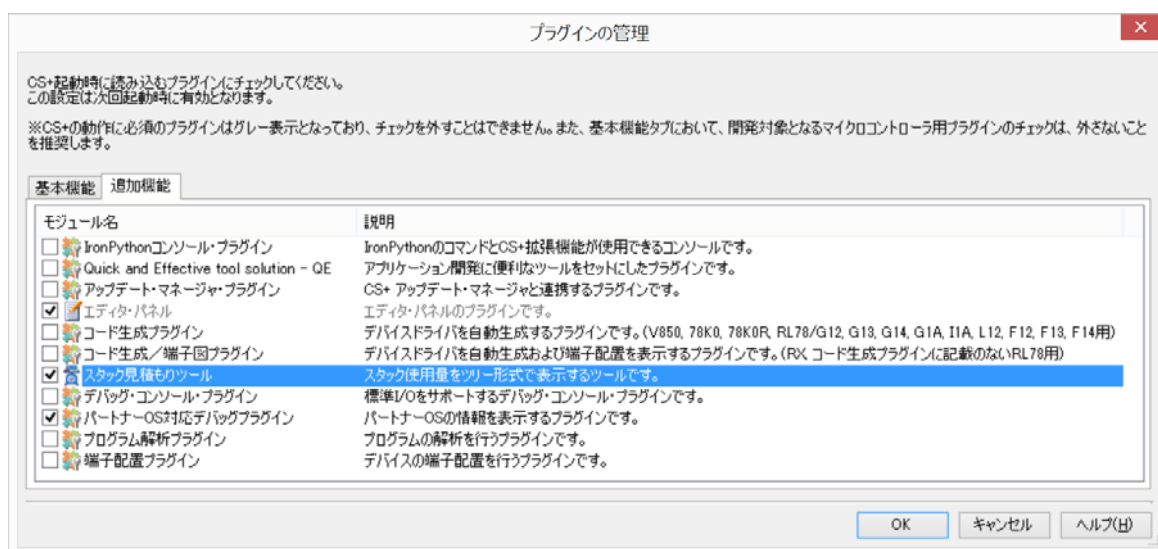 プラグインの管理
CS+起動時に読み込むプラグインにチェックしてください。
この設定は次回起動時に有効となります。
※CS+の動作に必須のプラグインはグレー表示となっており、チェックを外すことはできません。また、基本機能タブにおいて、開発対象となるマイクロコントローラ用プラグインのチェックは、外さないこと
を推奨します。
基本機能 追加機能
モジュール名 説明
IronPythonコンソール・プラグイン IronPythonのコマンドとCS+拡張機能が使用できるコンソールです。
Quick and Effective tool solution - QE アプリケーション開発に便利なツールをセットにしたプラグインです。
アップデート・マネージャ・プラグイン CS+ アップデート・マネージャと連携するプラグインです。
エディタ・パネル エディタ・パネルのプラグインです。
コード生成プラグイン デバイスドライバを自動生成するプラグインです。(V850, 78K0, 78K0R, RL78/G12, G13, G14, G1A, I1A, L12, F12, F13, F14用)
コード生成／端子図プラグイン デバイスドライバを自動生成および端子配置を表示するプラグインです。(RX, コード生成プラグインに記載のないRL78用)
スタック見積もりツール スタック使用量をツリー形式で表示するツールです。
デバッグ・コンソール・プラグイン 標準I/Oをサポートするデバッグ・コンソール・プラグインです。
パートナーOS対応デバッグプラグイン パートナーOSの情報を表示するプラグインです。
プログラム解析プラグイン プログラムの解析を行うプラグインです。
端子配置プラグイン デバイスの端子配置を行うプラグインです。
OK キャンセル ヘルプ(H)